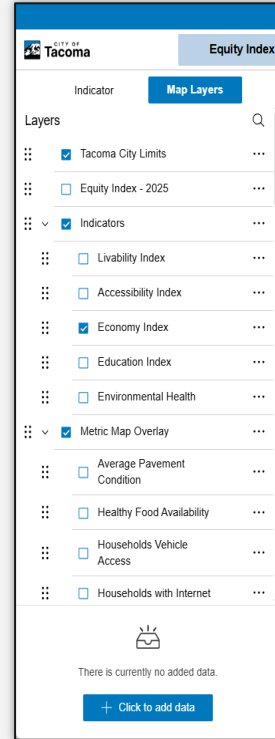 CITY OF
Tacoma
Equity Index
Indicator
Map Layers
Layers
Tacoma City Limits
Equity Index - 2025
Indicators
Livability Index
Accessibility Index
Economy Index
Education Index
Environmental Health
Metric Map Overlay
Average Pavement
Condition
Healthy Food Availability
Households Vehicle
Access
Households with Internet
There is currently no added data.
Click to add data